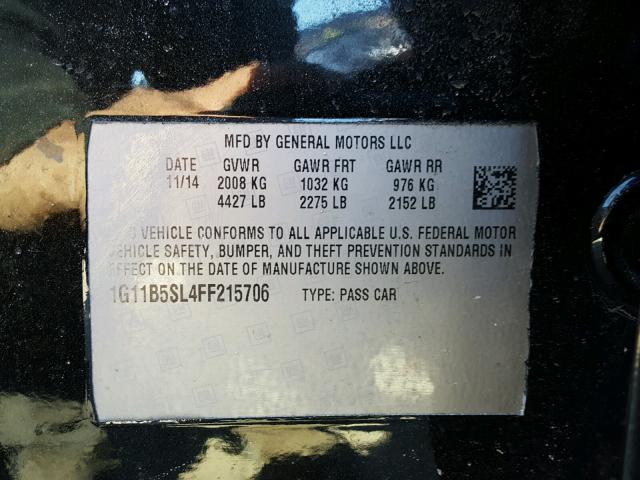 MFD BY GENERAL MOTORS LLC
DATE GVWR GAWR FRT GAWR RR
11/14 2008 KG 1032 KG 976 KG
4427 LB 2275 LB 2152 LB
VEHICLE CONFORMS TO ALL APPLICABLE U.S. FEDERAL MOTOR
VEHICLE SAFETY, BUMPER, AND THEFT PREVENTION STANDARDS IN
EFFECT ON THE DATE OF MANUFACTURE SHOWN ABOVE.
1G11B5SL4FF215706 TYPE: PASS CAR